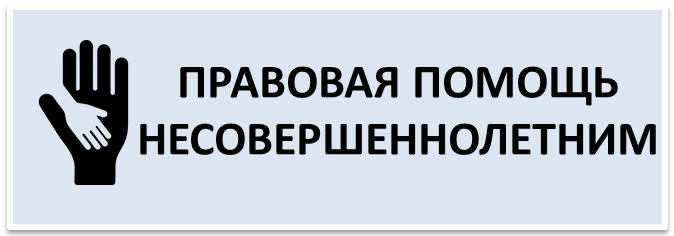 ПРАВОВАЯ ПОМОЩЬ
НЕСОВЕРШЕННОЛЕТНИМ